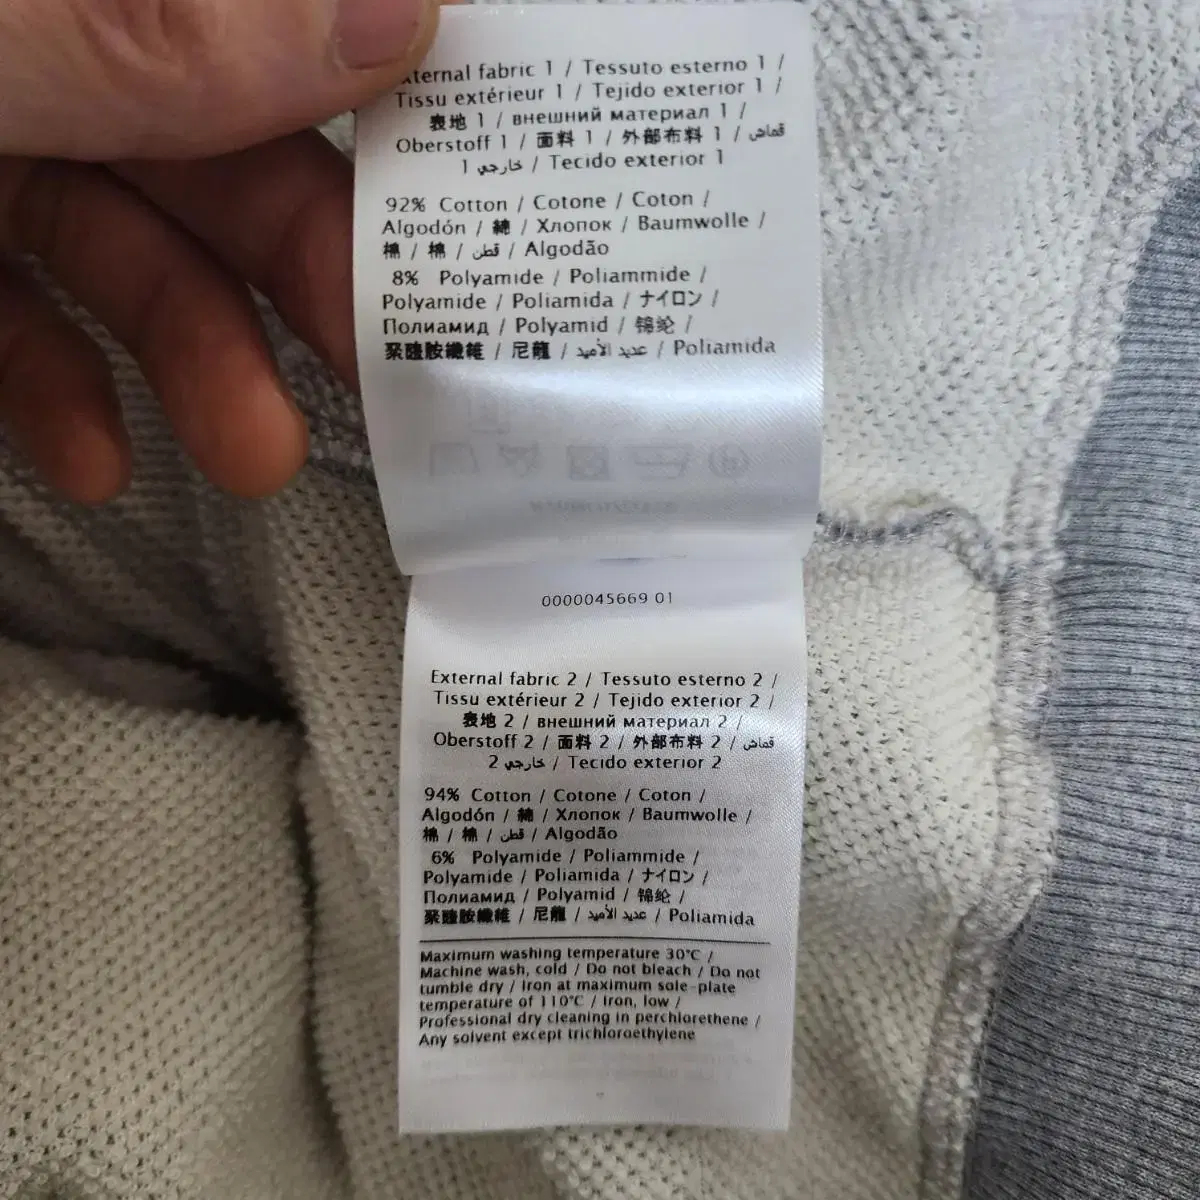 external fabric 1 / Tessuto esterno 1 /
Tissu extérieur 1 / Tejido exterior 1 /
表地 1 / внешний материал 1 /
Oberstoff 1 / 面料 1 / 外部布料 1 / قماش
خارجي 1 / Tecido exterior 1
92% Cotton / Cotone / Coton /
Algodón / 綿 / Хлопок / Baumwolle /
棉 / 棉 / قطن / Algodão
8% Polyamide / Poliammide /
Polyamide / Poliamida / ナイロン /
Полиамид / Polyamid / 锦纶 /
聚醯胺纖維 / 尼龍 / عديد الأميد / Poliamida
0000045669 01
External fabric 2 / Tessuto esterno 2 /
Tissu extérieur 2 / Tejido exterior 2 /
表地 2 / внешний материал 2 /
Oberstoff 2 / 面料 2 / 外部布料 2 / قماش
خارجي 2 / Tecido exterior 2
94% Cotton / Cotone / Coton /
Algodón / 綿 / Хлопок / Baumwolle /
棉 / 棉 / قطن / Algodão
6% Polyamide / Poliammide /
Polyamide / Poliamida / ナイロン /
Полиамид / Polyamid / 锦纶 /
聚醯胺纖維 / 尼龍 / عديد الأميد / Poliamida
Maximum washing temperature 30°C /
Machine wash, cold / Do not bleach / Do not
tumble dry / Iron at maximum sole-plate
temperature of 110°C / Iron, low /
Professional dry cleaning in perchlorethene /
Any solvent except trichloroethylene